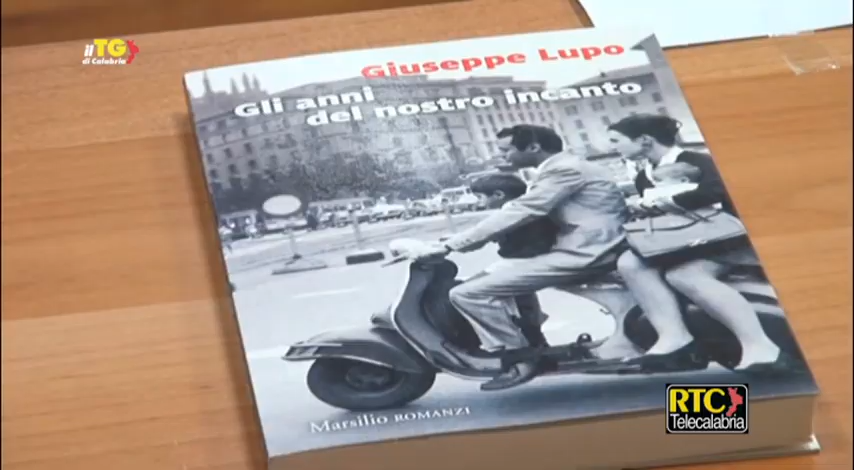 il TG
di Calabria
Giuseppe Lupo
Gli anni
del nostro incanto
Marsilio ROMANZI
RTC
Telecalabria